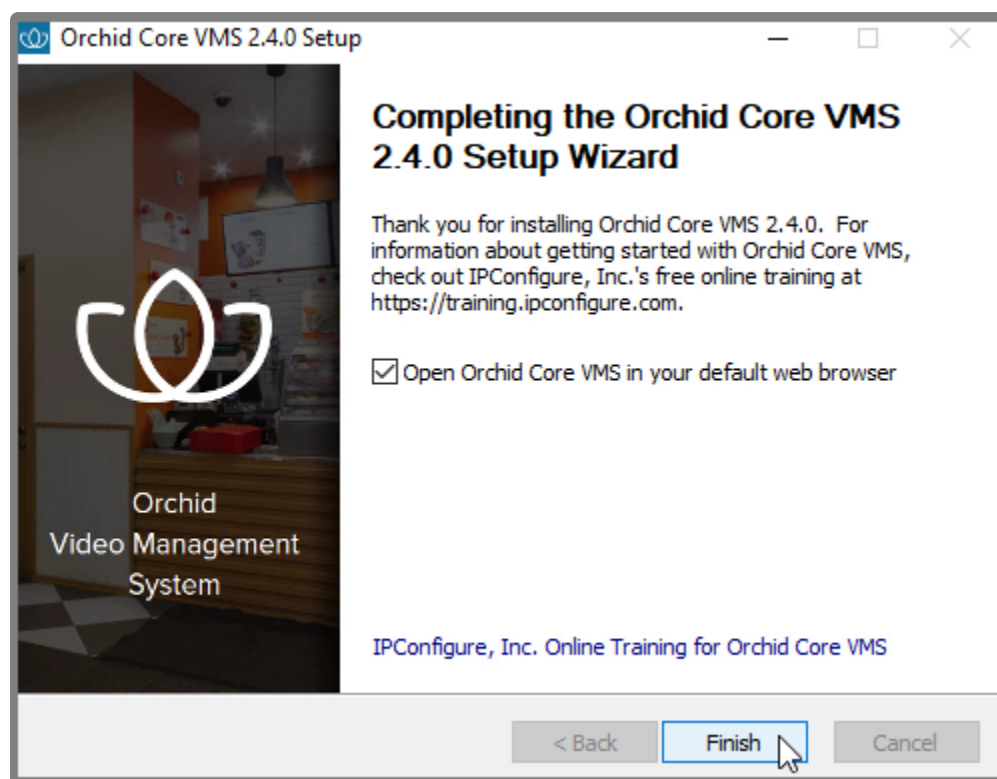 Orchid Core VMS 2.4.0 Setup
Completing the Orchid Core VMS
2.4.0 Setup Wizard
Thank you for installing Orchid Core VMS 2.4.0.  For
information about getting started with Orchid Core VMS,
check out IPConfigure, Inc.'s free online training at
https://training.ipconfigure.com.
Open Orchid Core VMS in your default web browser
Orchid
Video Management
System
IPConfigure, Inc. Online Training for Orchid Core VMS
< Back
Finish
Cancel